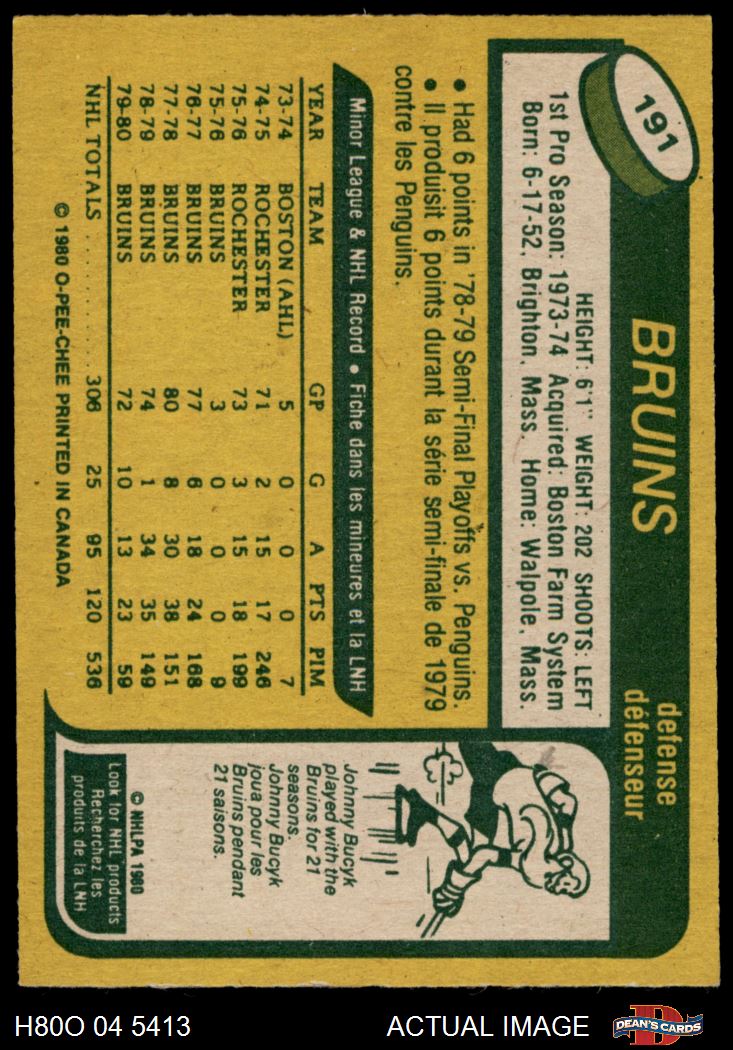 191
BRUINS
defense
défenseur
HEIGHT: 6'1" WEIGHT: 202 SHOOTS: LEFT
1st Pro Season: 1973-74 Acquired: Boston Farm System
Born: 6-17-52, Brighton, Mass. Home: Walpole, Mass.
• Had 6 points in '78-79 Semi-Final Playoffs vs. Penguins.
• Il produisit 6 points durant la série semi-finale de 1979
contre les Penguins.
Minor League & NHL Record • Fiche dans les mineures et la LNH
YEAR TEAM GP G A PTS PIM
73-74 BOSTON (AHL) 5 0 0 0 7
74-75 ROCHESTER 71 2 15 17 246
75-76 ROCHESTER 73 3 15 18 199
75-76 BRUINS 3 0 0 0 9
76-77 BRUINS 77 6 18 24 168
77-78 BRUINS 80 8 30 38 151
78-79 BRUINS 74 1 34 35 149
79-80 BRUINS 72 10 13 23 59
NHL TOTALS . . . . . . . . . . 306 25 95 120 536
© 1980 O-PEE-CHEE PRINTED IN CANADA
Johnny Bucyk
played with the
Bruins for 21
seasons.
Johnny Bucyk
joua pour les
Bruins pendant
21 saisons.
© NHLPA 1980
Look for NHL products
Recherchez les
produits de la LNH
H80O 04 5413
ACTUAL IMAGE
D
DEAN'S CARDS